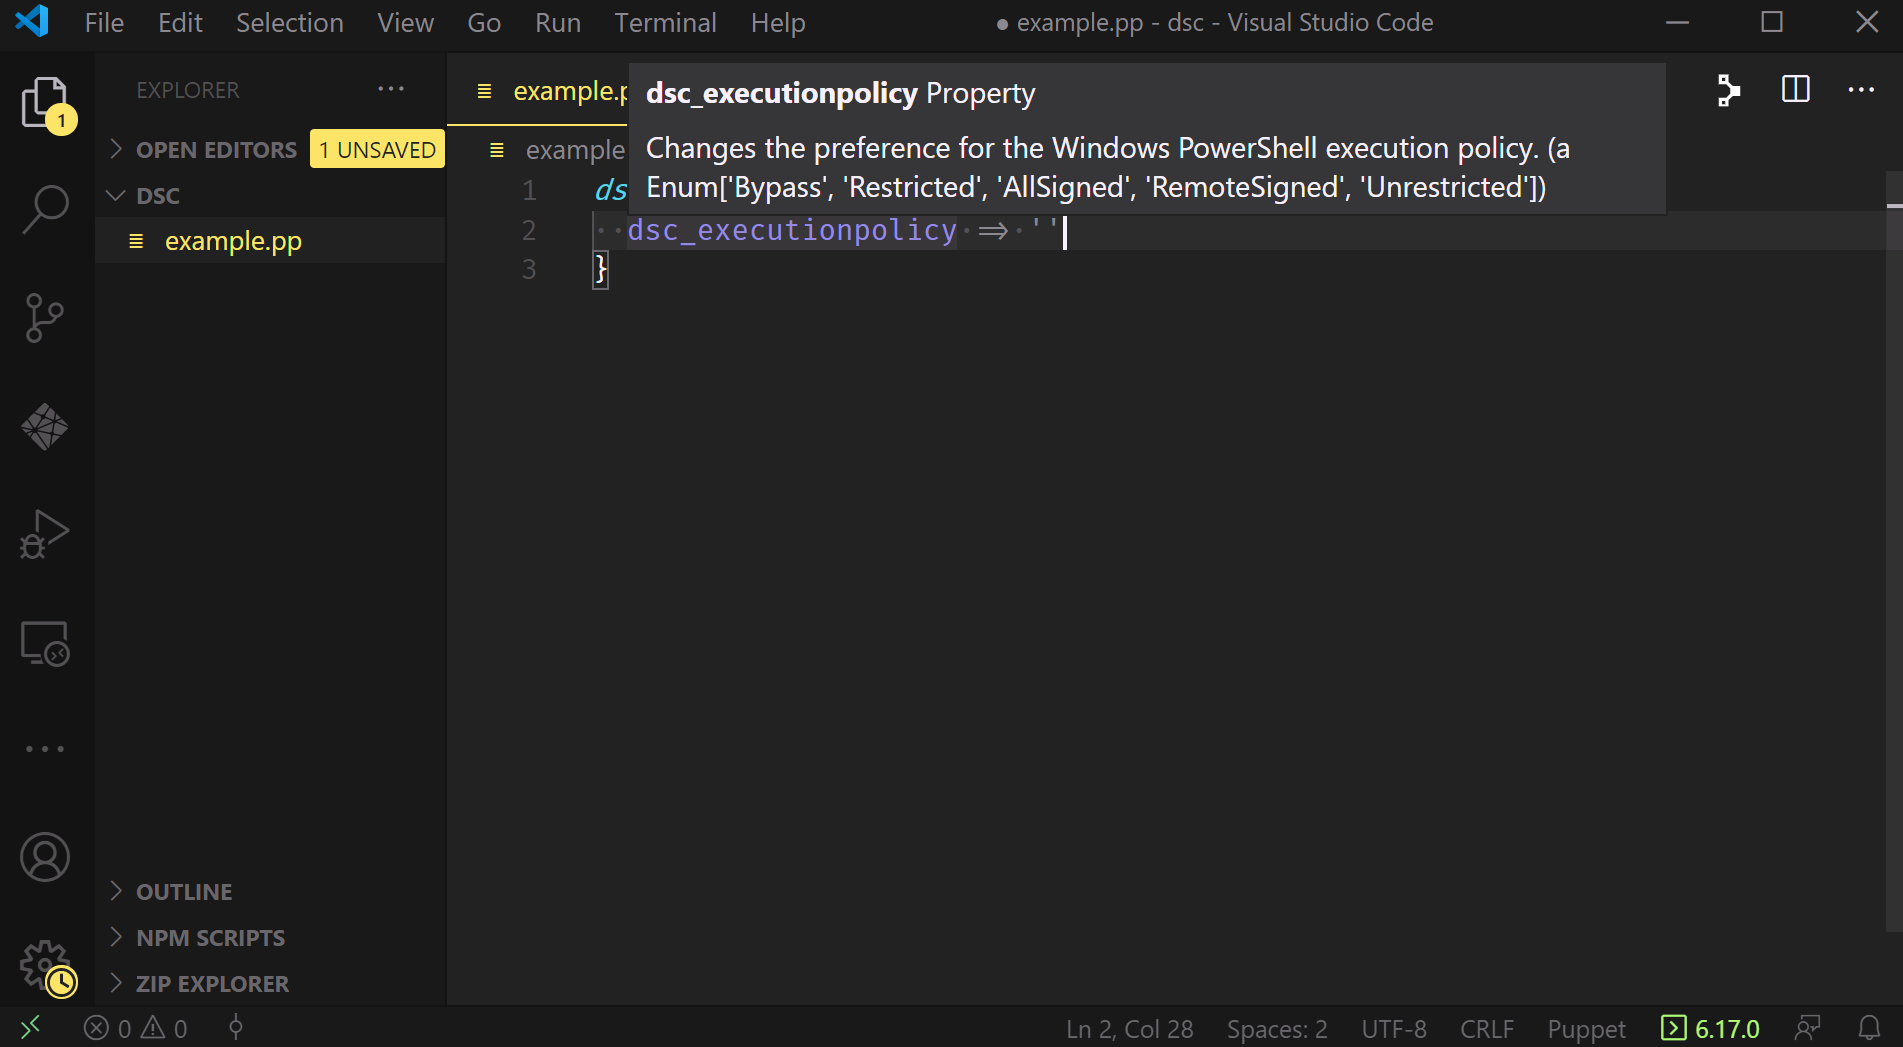 File Edit Selection View Go Run Terminal Help ● example.pp - dsc - Visual Studio Code
EXPLORER ···
OPEN EDITORS 1 UNSAVED
DSC
example.pp
OUTLINE
NPM SCRIPTS
ZIP EXPLORER
1
example.p
example
dsc_executionpolicy Property
Changes the preference for the Windows PowerShell execution policy. (a
Enum['Bypass', 'Restricted', 'AllSigned', 'RemoteSigned', 'Unrestricted'])
1 ds
2 dsc_executionpolicy => ''
3 }
0 0 Ln 2, Col 28 Spaces: 2 UTF-8 CRLF Puppet 6.17.0